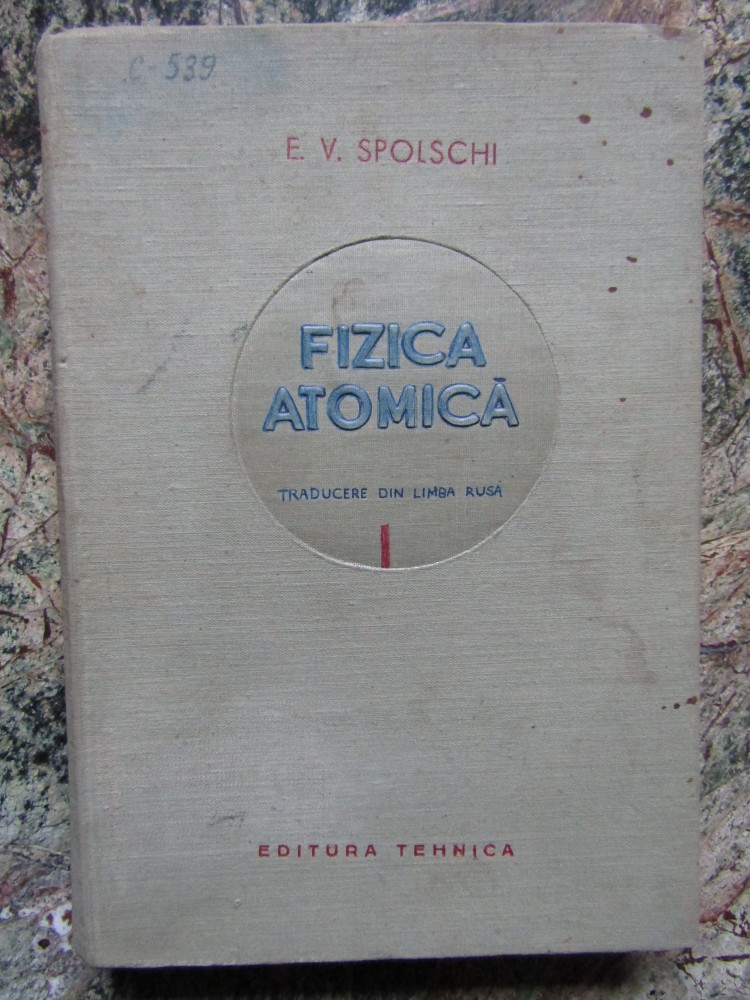 C-539
E. V. SPOLSCHI
FIZICA
ATOMICĂ
TRADUCERE DIN LIMBA RUSĂ
I
EDITURA TEHNICA